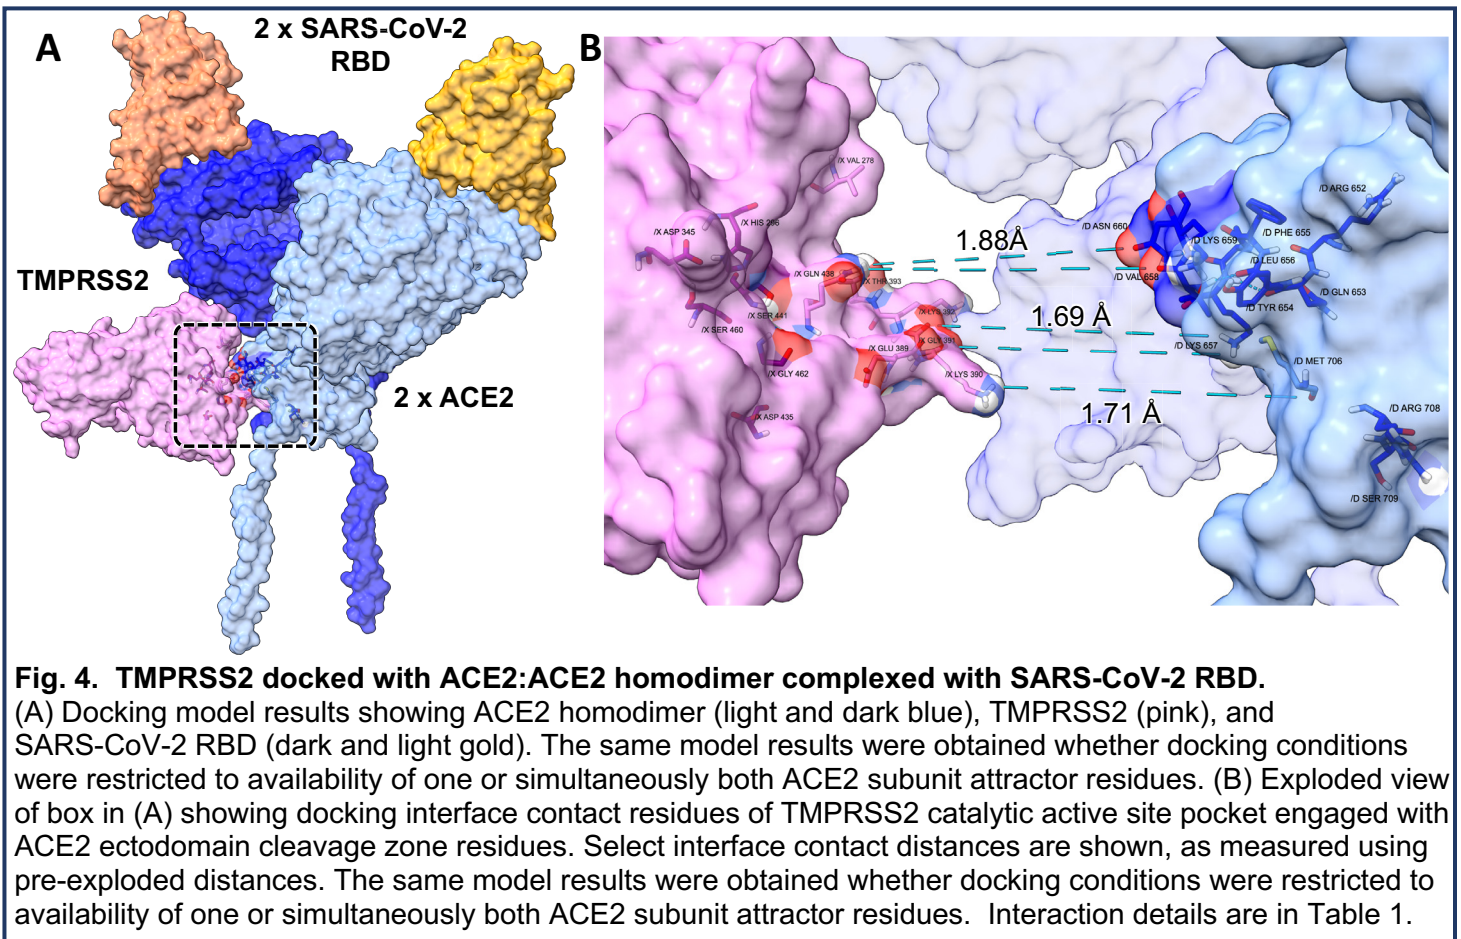 A
2 x SARS-CoV-2
RBD
TMPRSS2
2 x ACE2
B
/X VAL 278
/X HIS 296
/X ASP 345
/X GLN 438
/X THR 393
/X SER 441
/X LYS 392
/X SER 460
/X GLU 389
/X GLY 391
/X GLY 462
/X LYS 390
/X ASP 435
1.88Å
1.69 Å
1.71 Å
/D ARG 652
/D ASN 660
/D LYS 659
/D PHE 655
/D LEU 656
/D VAL 658
/D GLN 653
/D TYR 654
/D LYS 657
/D MET 706
/D ARG 708
/D SER 709
Fig. 4. TMPRSS2 docked with ACE2:ACE2 homodimer complexed with SARS-CoV-2 RBD.
(A) Docking model results showing ACE2 homodimer (light and dark blue), TMPRSS2 (pink), and
SARS-CoV-2 RBD (dark and light gold). The same model results were obtained whether docking conditions
were restricted to availability of one or simultaneously both ACE2 subunit attractor residues. (B) Exploded view
of box in (A) showing docking interface contact residues of TMPRSS2 catalytic active site pocket engaged with
ACE2 ectodomain cleavage zone residues. Select interface contact distances are shown, as measured using
pre-exploded distances. The same model results were obtained whether docking conditions were restricted to
availability of one or simultaneously both ACE2 subunit attractor residues. Interaction details are in Table 1.